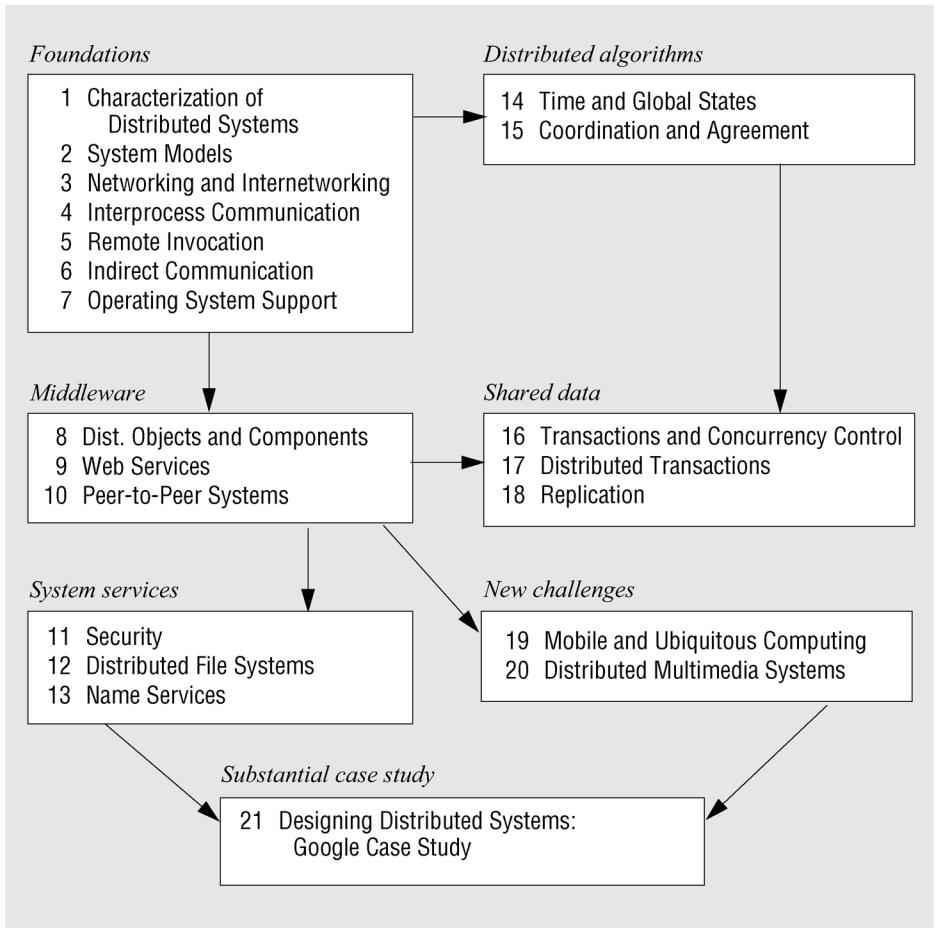 Foundations
1 Characterization of
Distributed Systems
2 System Models
3 Networking and Internetworking
4 Interprocess Communication
5 Remote Invocation
6 Indirect Communication
7 Operating System Support
Distributed algorithms
14 Time and Global States
15 Coordination and Agreement
Middleware
8 Dist. Objects and Components
9 Web Services
10 Peer-to-Peer Systems
Shared data
16 Transactions and Concurrency Control
17 Distributed Transactions
18 Replication
System services
11 Security
12 Distributed File Systems
13 Name Services
New challenges
19 Mobile and Ubiquitous Computing
20 Distributed Multimedia Systems
Substantial case study
21 Designing Distributed Systems:
Google Case Study